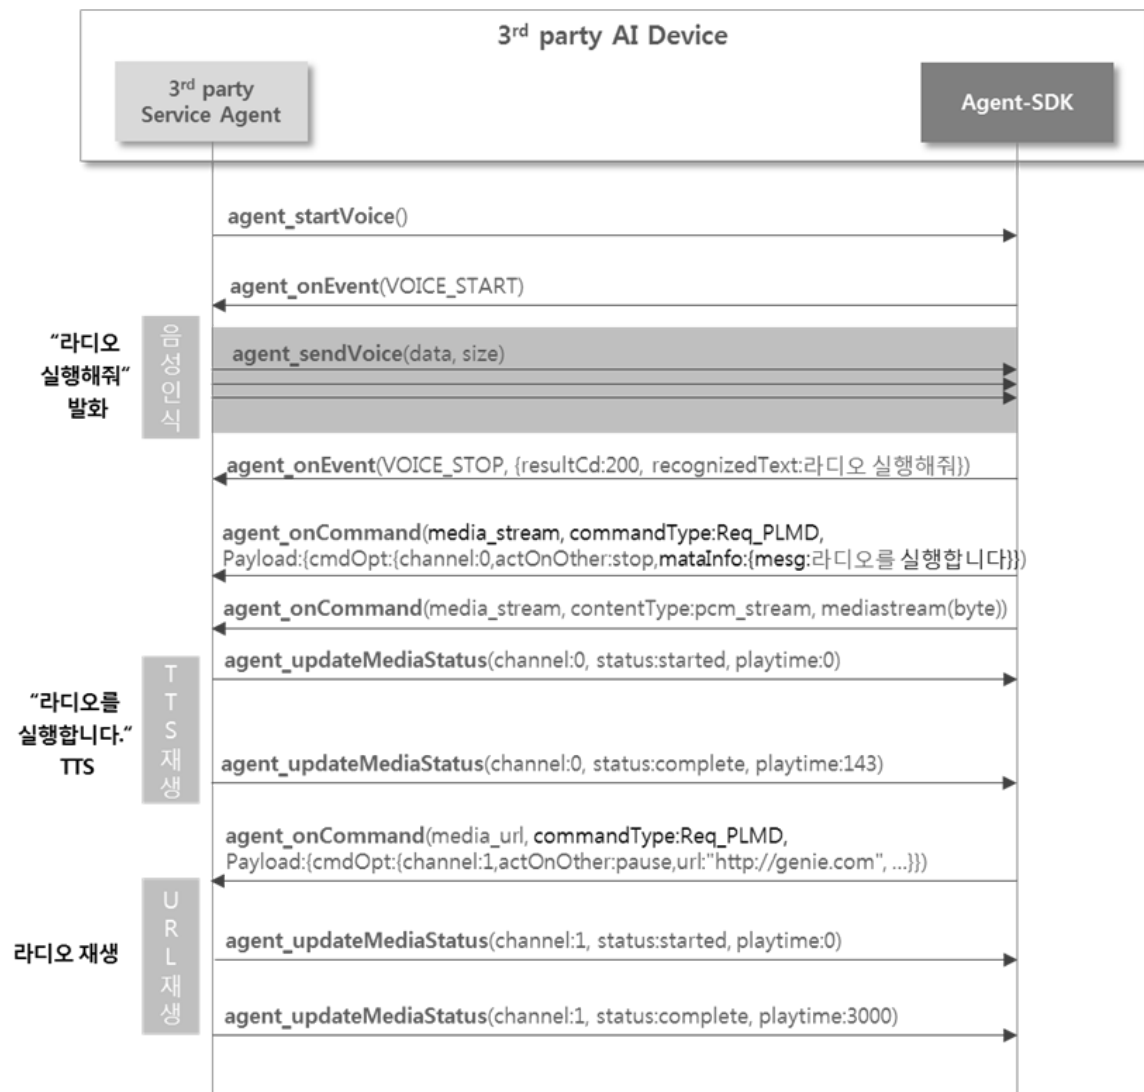 3rd party AI Device
3rd party
Service Agent
Agent-SDK
agent_startVoice()
agent_onEvent(VOICE_START)
“라디오
실행해줘“
발화
음
성
인
식
agent_sendVoice(data, size)
agent_onEvent(VOICE_STOP, {resultCd:200, recognizedText:라디오 실행해줘})
agent_onCommand(media_stream, commandType:Req_PLMD,
Payload:{cmdOpt:{channel:0,actOnOther:stop,mataInfo:{mesg:라디오를 실행합니다}})
agent_onCommand(media_stream, contentType:pcm_stream, mediastream(byte))
agent_updateMediaStatus(channel:0, status:started, playtime:0)
“라디오를
실행합니다.“
TTS
T
T
S
재
생
agent_updateMediaStatus(channel:0, status:complete, playtime:143)
agent_onCommand(media_url, commandType:Req_PLMD,
Payload:{cmdOpt:{channel:1,actOnOther:pause,url:"http://genie.com", ...}})
라디오 재생
U
R
L
재
생
agent_updateMediaStatus(channel:1, status:started, playtime:0)
agent_updateMediaStatus(channel:1, status:complete, playtime:3000)